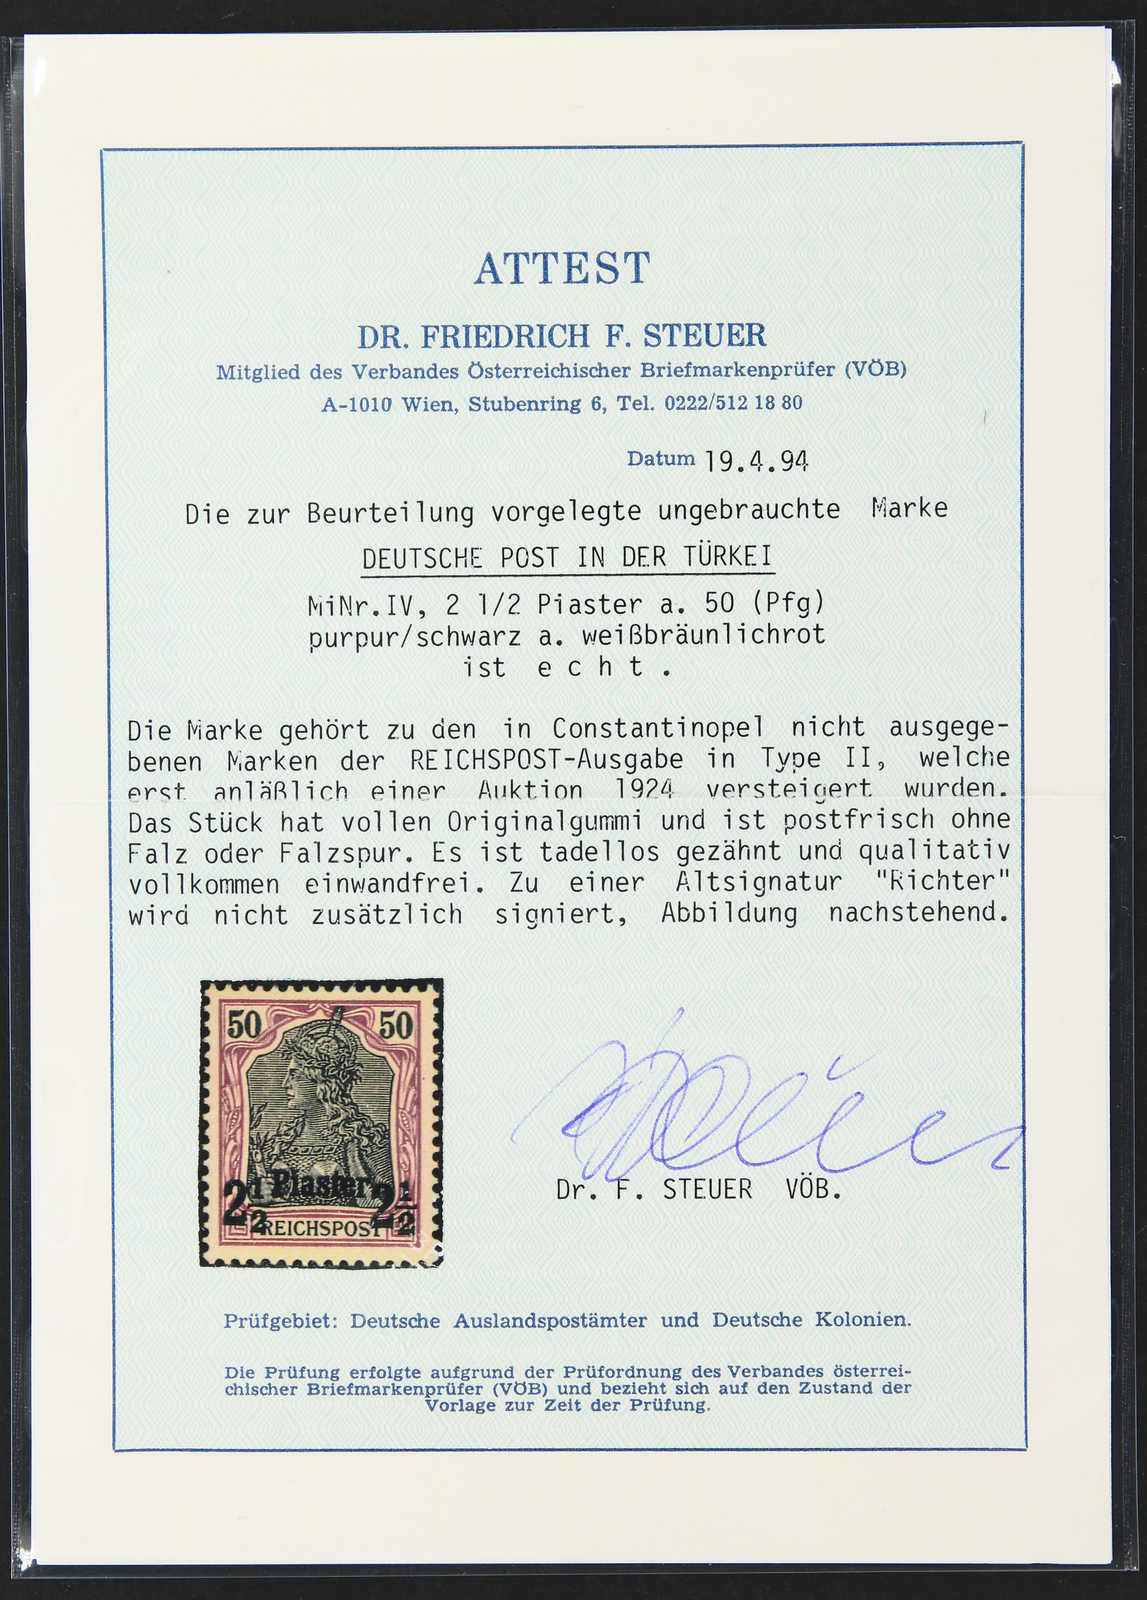 ATTEST
DR. FRIEDRICH F. STEUER
Mitglied des Verbandes Österreichischer Briefmarkenprüfer (VÖB)
A-1010 Wien, Stubenring 6, Tel. 0222/512 18 80
Datum 19.4.94
Die zur Beurteilung vorgelegte ungebrauchte Marke
DEUTSCHE POST IN DER TÜRKEI
MiNr.IV, 2 1/2 Piaster a. 50 (Pfg)
purpur/schwarz a. weißbräunlichrot
ist e c h t .
Die Marke gehört zu den in Constantinopel nicht ausgege-
benen Marken der REICHSPOST-Ausgabe in Type II, welche
erst anläßlich einer Auktion 1924 versteigert wurden.
Das Stück hat vollen Originalgummi und ist postfrisch ohne
Falz oder Falzspur. Es ist tadellos gezähnt und qualitativ
vollkommen einwandfrei. Zu einer Altsignatur "Richter"
wird nicht zusätzlich signiert, Abbildung nachstehend.
50 50
Piaster
2 1/2 2 1/2
REICHSPOST
Dr. F. STEUER VÖB.
Prüfgebiet: Deutsche Auslandspostämter und Deutsche Kolonien.
Die Prüfung erfolgte aufgrund der Prüfordnung des Verbandes österrei-
chischer Briefmarkenprüfer (VÖB) und bezieht sich auf den Zustand der
Vorlage zur Zeit der Prüfung.